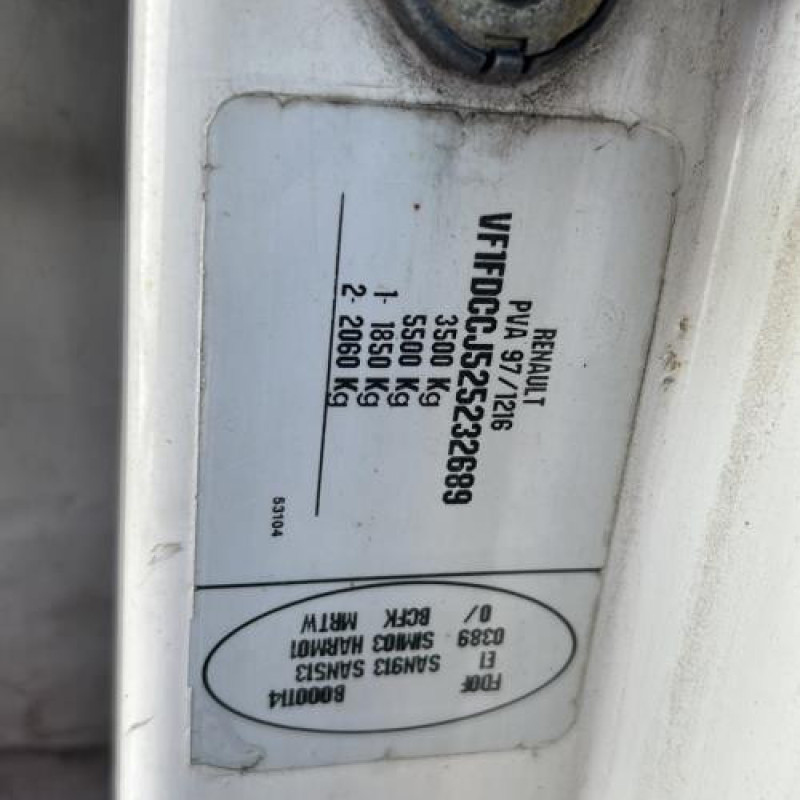 RENAULT
PVA 97/1216
VF1FDCCJ525232689
3500 Kg
5500 Kg
1- 1850 Kg
2- 2060 Kg
53104
FD0F B000114
E1 SAN913 SAN513
0389 SIM103 HARM01
0/ BCFK MRTW